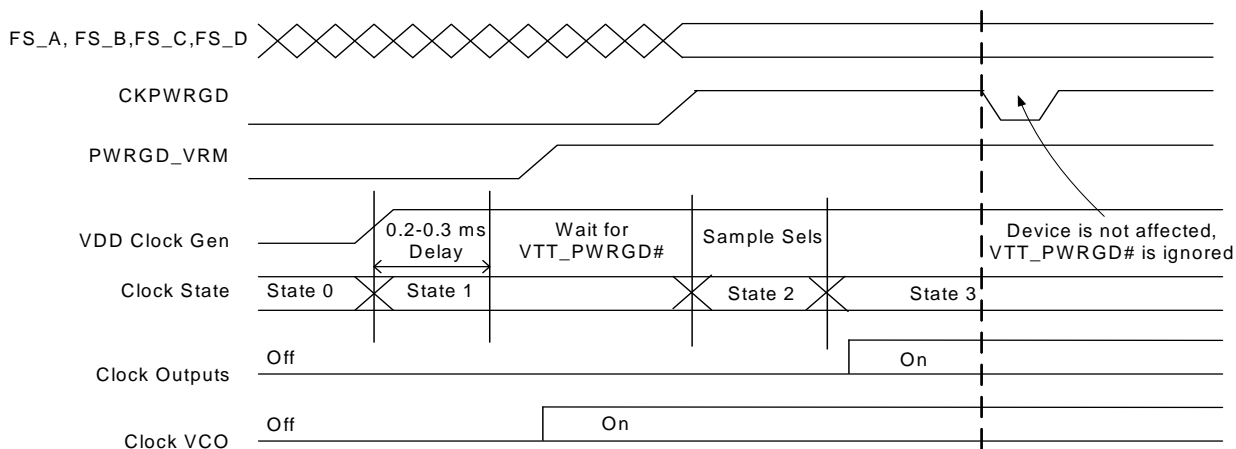 FS_A, FS_B,FS_C,FS_D
CKPWRGD
PWRGD_VRM
VDD Clock Gen
0.2-0.3 ms
Delay
Wait for
VTT_PWRGD#
Sample Sels
Device is not affected,
VTT_PWRGD# is ignored
Clock State
State 0
State 1
State 2
State 3
Clock Outputs
Off
On
Clock VCO
Off
On